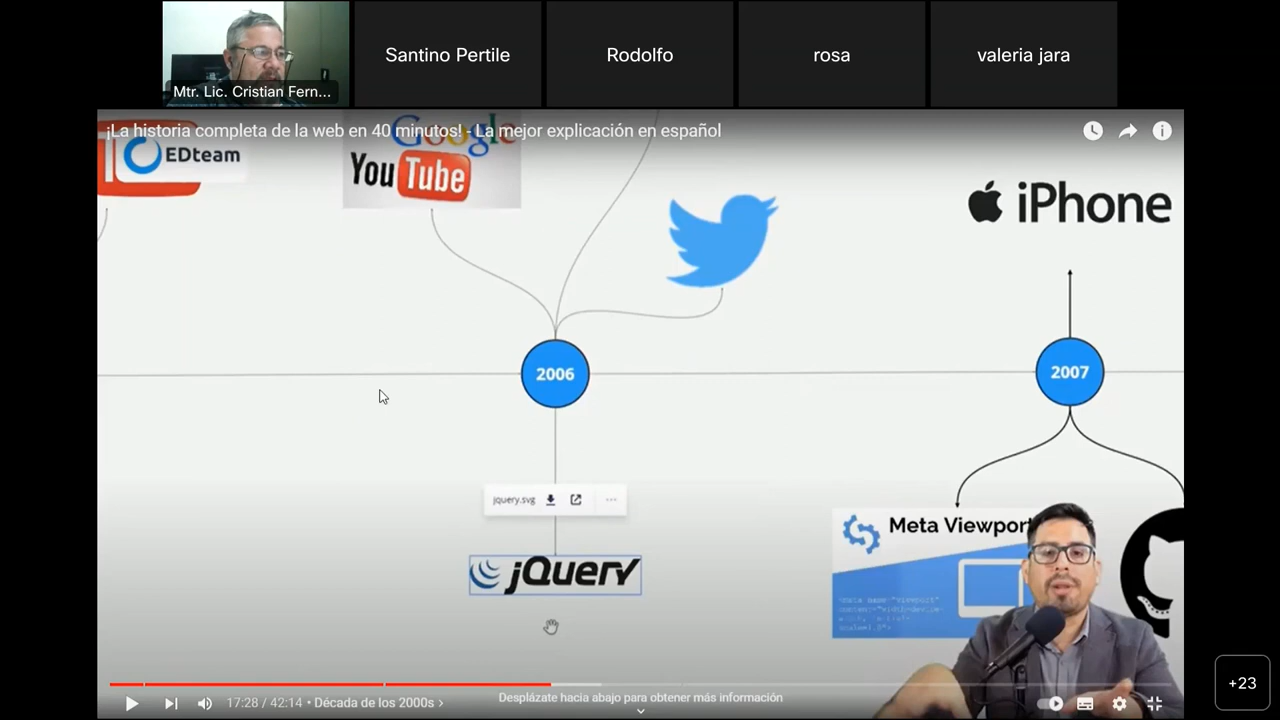 Mtr. Lic. Cristian Fern...
Santino Pertile
Rodolfo
rosa
valeria jara
¡La historia completa de la web en 40 minutos! - La mejor explicación en español
EDteam
Google
YouTube
iPhone
2006
2007
jquery.svg
jQuery
Meta Viewport
17:28 / 42:14 • Década de los 2000s ›
Desplázate hacia abajo para obtener más información
+23